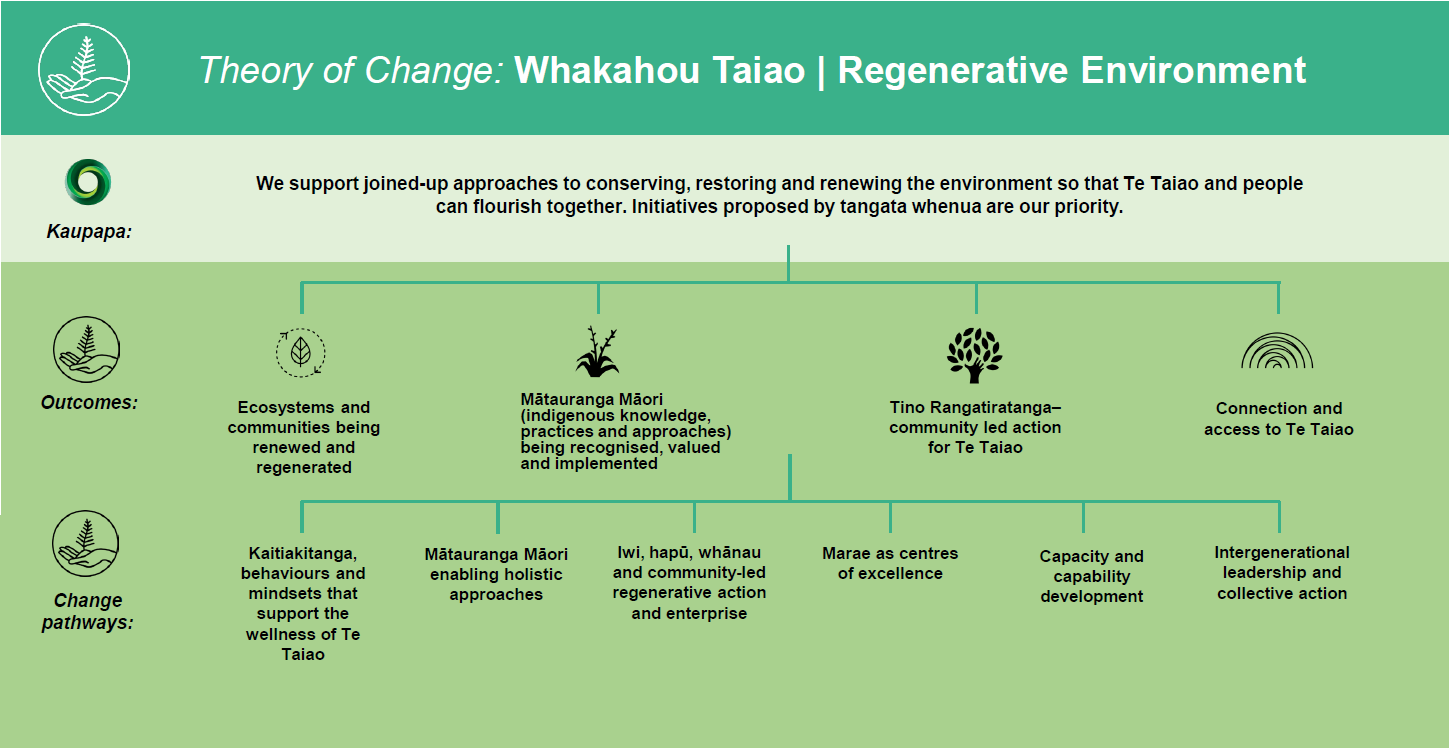 Theory of Change: Whakahou Taiao | Regenerative Environment
Kaupapa:
We support joined-up approaches to conserving, restoring and renewing the environment so that Te Taiao and people
can flourish together. Initiatives proposed by tangata whenua are our priority.
Outcomes:
Ecosystems and
communities being
renewed and
regenerated
Mātauranga Māori
(indigenous knowledge,
practices and approaches)
being recognised, valued
and implemented
Tino Rangatiratanga–
community led action
for Te Taiao
Connection and
access to Te Taiao
Change
pathways:
Kaitiakitanga,
behaviours and
mindsets that
support the
wellness of Te
Taiao
Mātauranga Māori
enabling holistic
approaches
Iwi, hapū, whānau
and community-led
regenerative action
and enterprise
Marae as centres
of excellence
Capacity and
capability
development
Intergenerational
leadership and
collective action